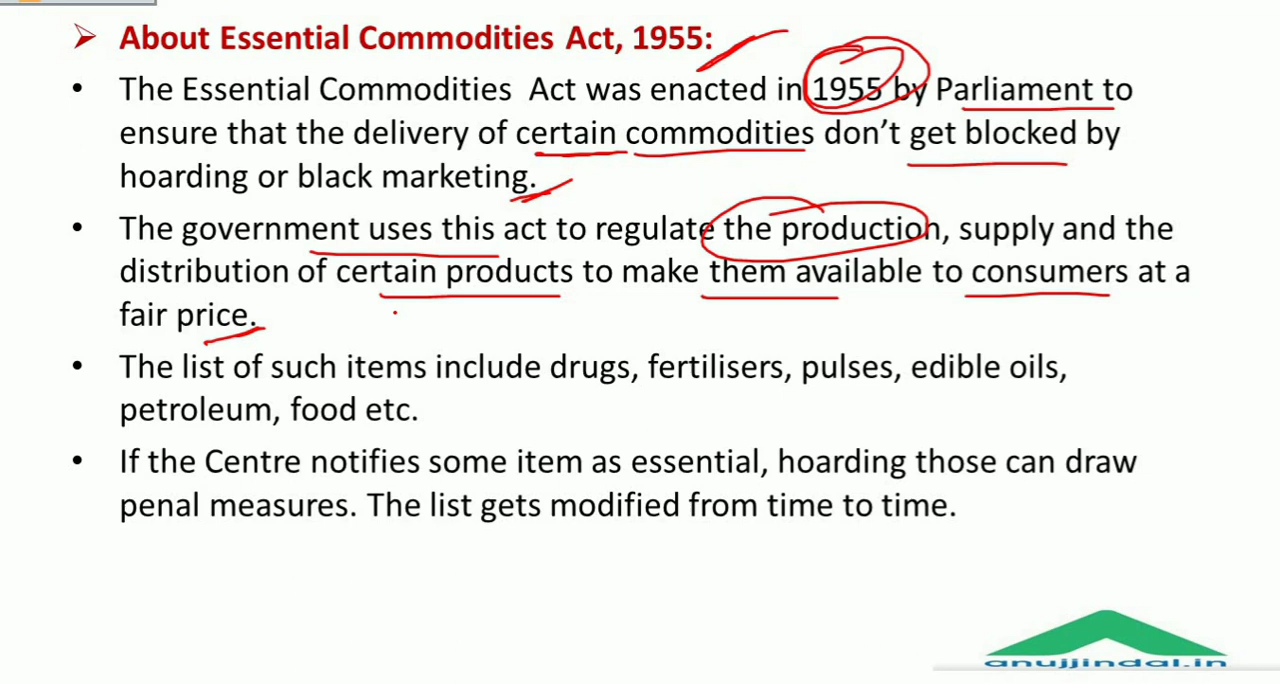 ➢ About Essential Commodities Act, 1955:
• The Essential Commodities Act was enacted in 1955 by Parliament to
ensure that the delivery of certain commodities don’t get blocked by
hoarding or black marketing.
• The government uses this act to regulate the production, supply and the
distribution of certain products to make them available to consumers at a
fair price.
• The list of such items include drugs, fertilisers, pulses, edible oils,
petroleum, food etc.
• If the Centre notifies some item as essential, hoarding those can draw
penal measures. The list gets modified from time to time.
anujjindal.in